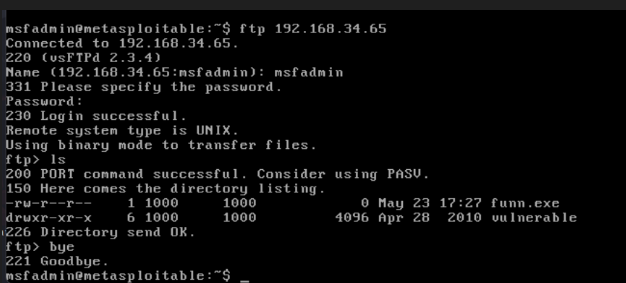 msfadmin@metasploitable:~$ ftp 192.168.34.65
Connected to 192.168.34.65.
220 (vsFTPd 2.3.4)
Name (192.168.34.65:msfadmin): msfadmin
331 Please specify the password.
Password:
230 Login successful.
Remote system type is UNIX.
Using binary mode to transfer files.
ftp> ls
200 PORT command successful. Consider using PASV.
150 Here comes the directory listing.
-rw-r--r--    1 1000     1000            0 May 23 17:27 funn.exe
drwxr-xr-x    6 1000     1000         4096 Apr 28  2010 vulnerable
226 Directory send OK.
ftp> bye
221 Goodbye.
msfadmin@metasploitable:~$ _